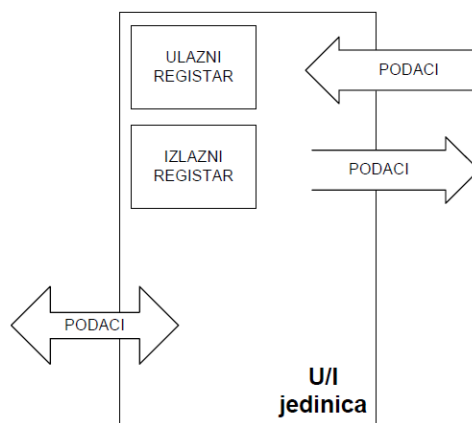 ULAZNI
REGISTAR
PODACI
IZLAZNI
REGISTAR
PODACI
PODACI
U/I
jedinica